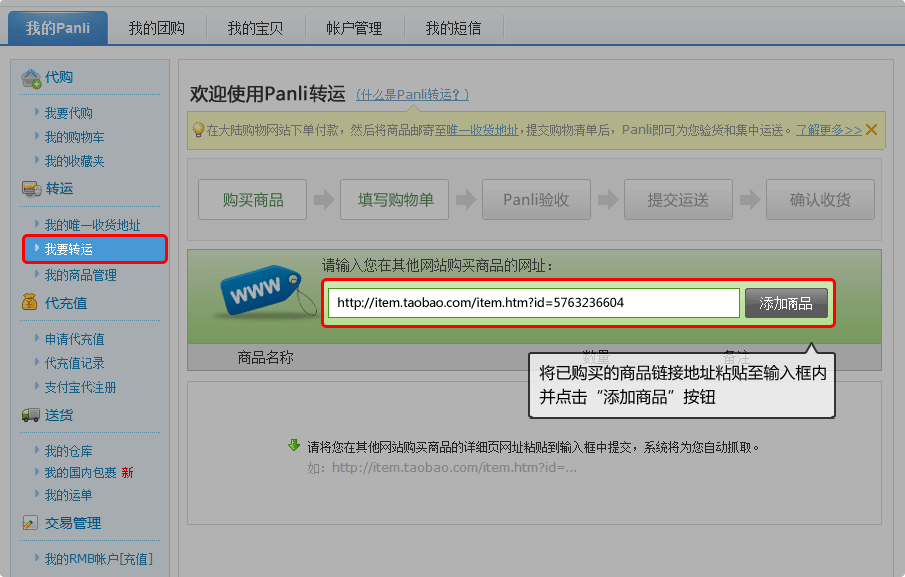 我的Panli 我的团购 我的宝贝 帐户管理 我的短信
代购
我要代购
我的购物车
我的收藏夹
转运
我的唯一收货地址
我要转运
我的商品管理
代充值
申请代充值
代充值记录
支付宝代注册
送货
我的仓库
我的国内包裹 新
我的运单
交易管理
我的RMB帐户[充值]
欢迎使用Panli转运 (什么是Panli转运？)
在大陆购物网站下单付款，然后将商品邮寄至唯一收货地址,提交购物清单后，Panli即可为您验货和集中运送。了解更多>>
购买商品 填写购物单 Panli验收 提交运送 确认收货
请输入您在其他网站购买商品的网址：
WWW
http://item.taobao.com/item.htm?id=5763236604 添加商品
商品名称 数量 备注
将已购买的商品链接地址粘贴至输入框内
并点击“添加商品”按钮
请将您在其他网站购买商品的详细页网址粘贴到输入框中提交，系统将为您自动抓取。
如：http://item.taobao.com/item.htm?id=...